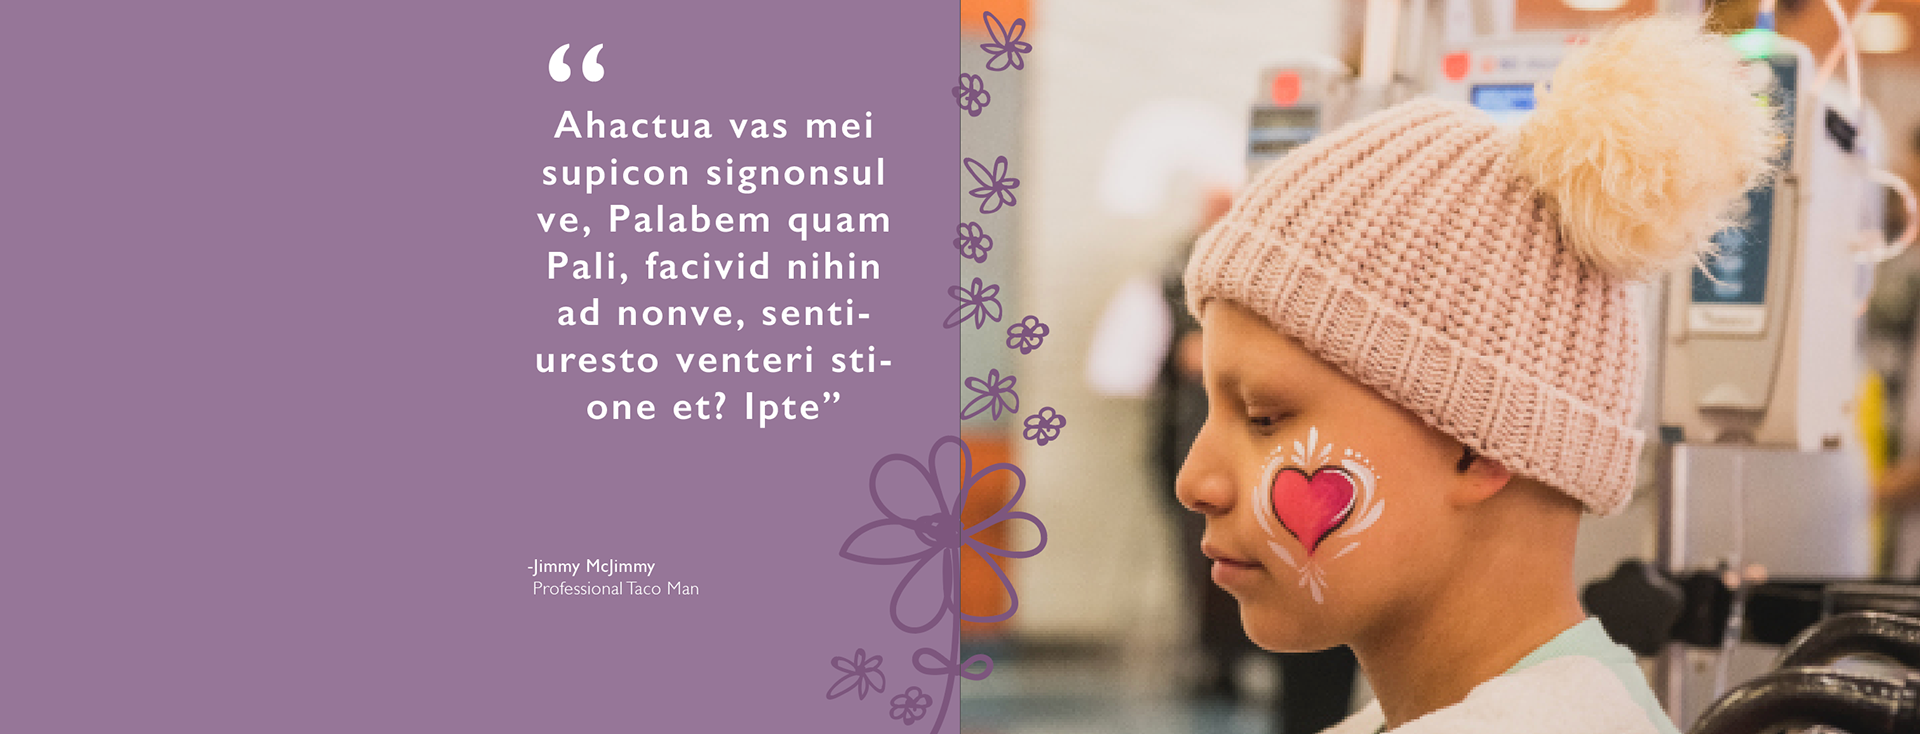 “
Ahactua vas mei
supicon signonsul
ve, Palabem quam
Pali, facivid nihin
ad nonve, senti-
uresto venteri sti-
one et? Ipte”
-Jimmy McJimmy
Professional Taco Man